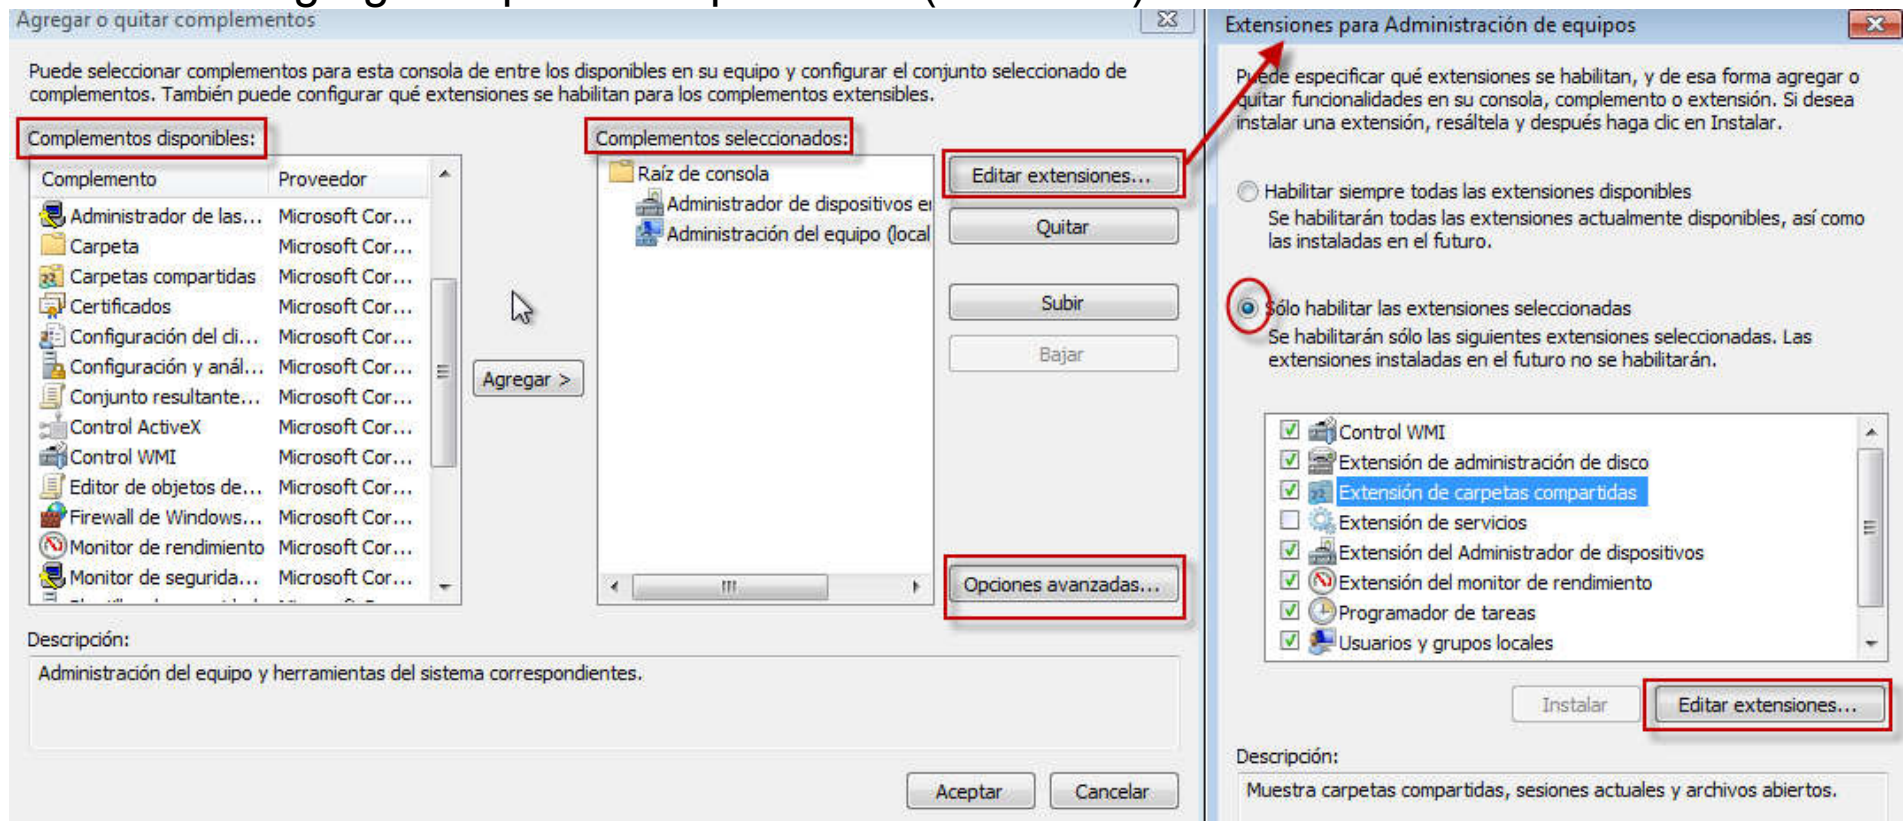 Agregar o quitar complementos
Puede seleccionar complementos para esta consola de entre los disponibles en su equipo y configurar el conjunto seleccionado de
complementos. También puede configurar qué extensiones se habilitan para los complementos extensibles.
Complementos disponibles:
Complemento Proveedor
Administrador de las... Microsoft Cor...
Carpeta Microsoft Cor...
Carpetas compartidas Microsoft Cor...
Certificados Microsoft Cor...
Configuración del cli... Microsoft Cor...
Configuración y anál... Microsoft Cor...
Conjunto resultante... Microsoft Cor...
Control ActiveX Microsoft Cor...
Control WMI Microsoft Cor...
Editor de objetos de... Microsoft Cor...
Firewall de Windows... Microsoft Cor...
Monitor de rendimiento Microsoft Cor...
Monitor de segurida... Microsoft Cor...
Agregar >
Complementos seleccionados:
Raíz de consola
Administrador de dispositivos e
Administración del equipo (local
Editar extensiones...
Quitar
Subir
Bajar
Opciones avanzadas...
Descripción:
Administración del equipo y herramientas del sistema correspondientes.
Aceptar Cancelar
Extensiones para Administración de equipos
Puede especificar qué extensiones se habilitan, y de esa forma agregar o
quitar funcionalidades en su consola, complemento o extensión. Si desea
instalar una extensión, resáltela y después haga clic en Instalar.
Habilitar siempre todas las extensiones disponibles
Se habilitarán todas las extensiones actualmente disponibles, así como
las instaladas en el futuro.
Sólo habilitar las extensiones seleccionadas
Se habilitarán sólo las siguientes extensiones seleccionadas. Las
extensiones instaladas en el futuro no se habilitarán.
Control WMI
Extensión de administración de disco
Extensión de carpetas compartidas
Extensión de servicios
Extensión del Administrador de dispositivos
Extensión del monitor de rendimiento
Programador de tareas
Usuarios y grupos locales
Instalar Editar extensiones...
Descripción:
Muestra carpetas compartidas, sesiones actuales y archivos abiertos.